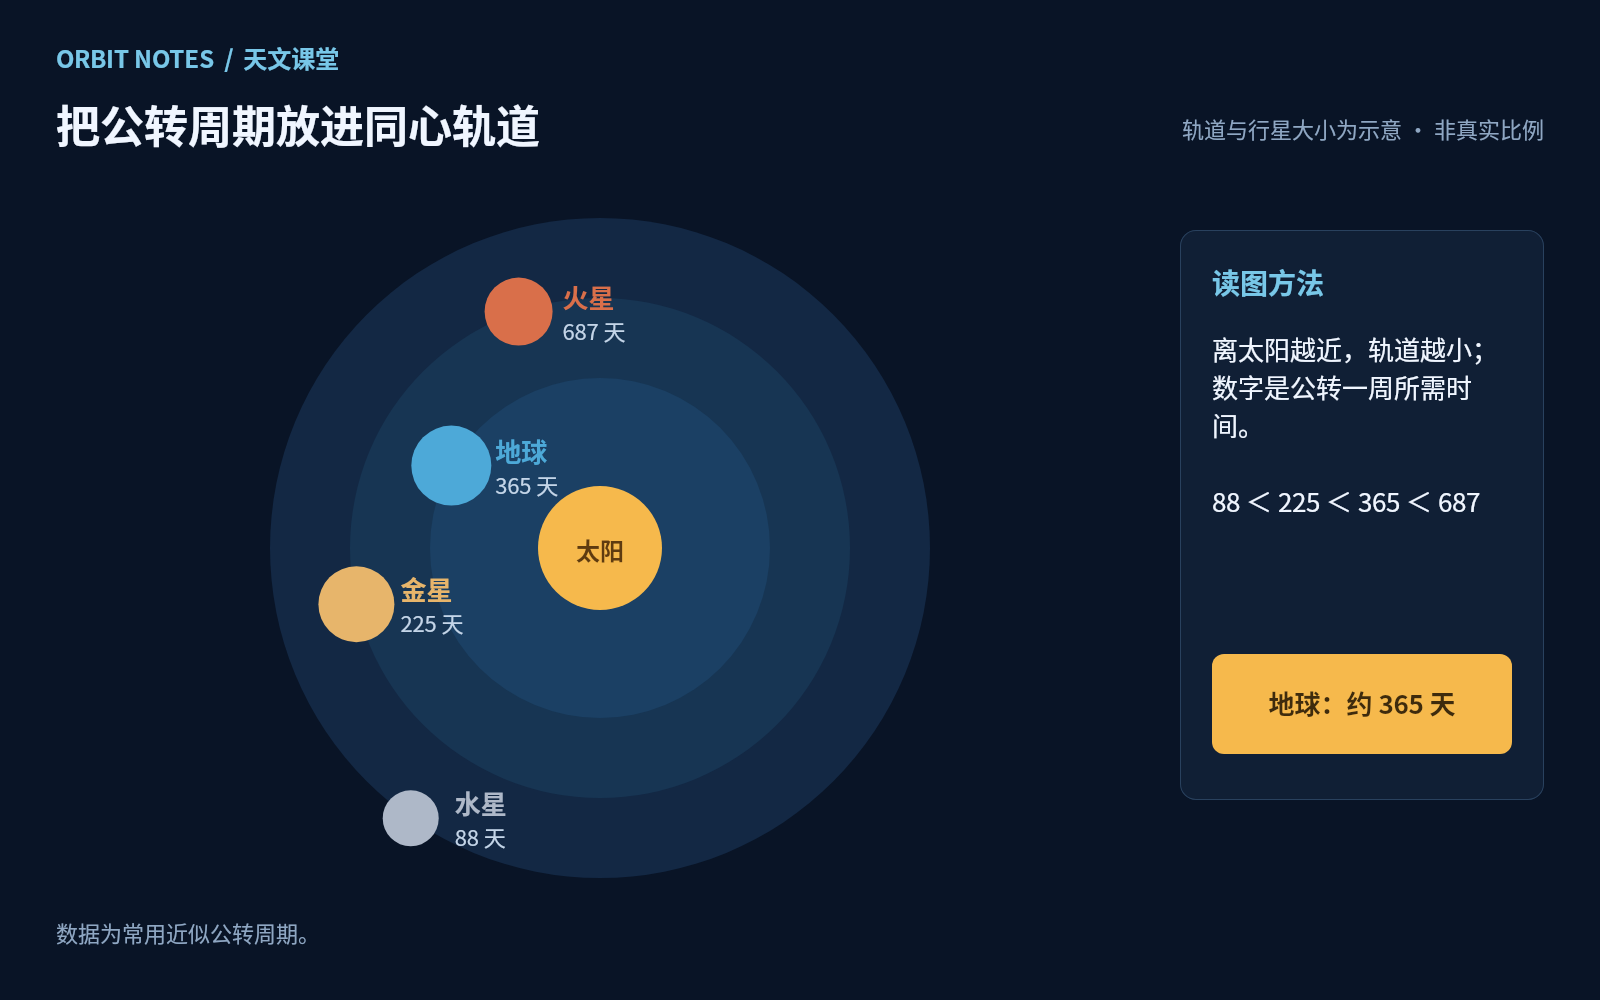 ORBIT NOTES / 天文课堂
把公转周期放进同心轨道
轨道与行星大小为示意 · 非真实比例
火星
687 天
地球
365 天
太阳
金星
225 天
水星
88 天
读图方法
离太阳越近，轨道越小；
数字是公转一周所需时
间。
88 ＜ 225 ＜ 365 ＜ 687
地球：约 365 天
数据为常用近似公转周期。